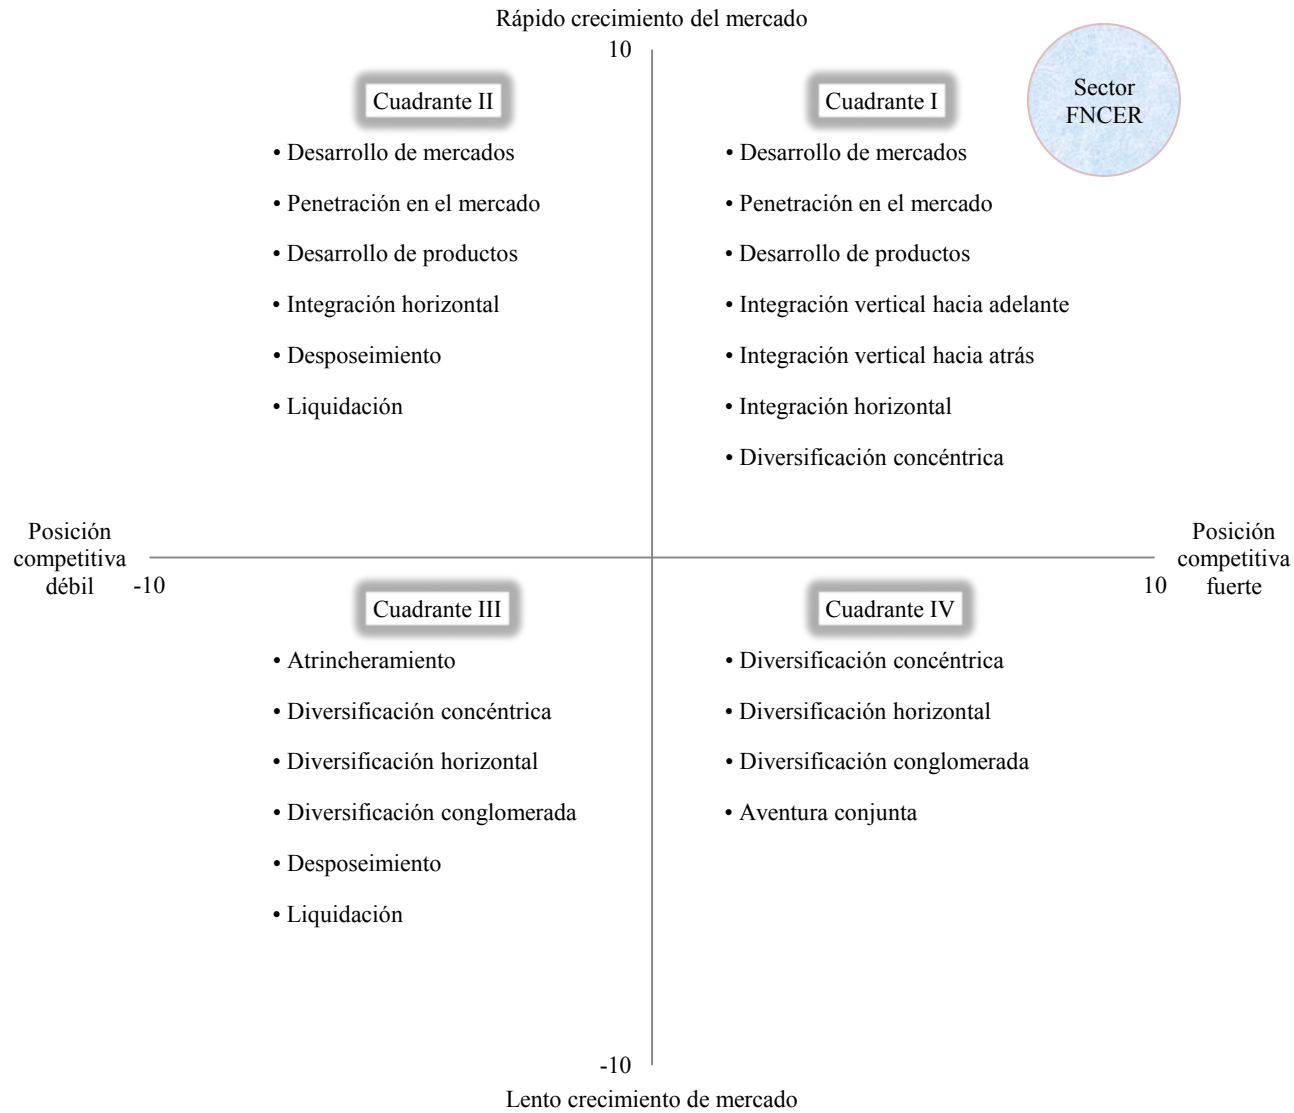 Rápido crecimiento del mercado
10
Cuadrante II
• Desarrollo de mercados
• Penetración en el mercado
• Desarrollo de productos
• Integración horizontal
• Desposeimiento
• Liquidación
Cuadrante I
• Desarrollo de mercados
• Penetración en el mercado
• Desarrollo de productos
• Integración vertical hacia adelante
• Integración vertical hacia atrás
• Integración horizontal
• Diversificación concéntrica
Sector
FNCER
Posición
competitiva
débil
-10
Posición
competitiva
fuerte
10
Cuadrante III
• Atrincheramiento
• Diversificación concéntrica
• Diversificación horizontal
• Diversificación conglomerada
• Desposeimiento
• Liquidación
Cuadrante IV
• Diversificación concéntrica
• Diversificación horizontal
• Diversificación conglomerada
• Aventura conjunta
-10
Lento crecimiento de mercado